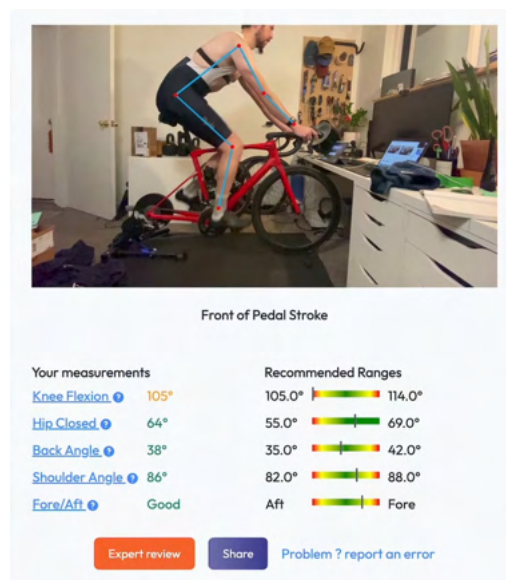 Front of Pedal Stroke
Your measurements
Recommended Ranges
Knee Flexion ? 105° 105.0° 114.0°
Hip Closed ? 64° 55.0° 69.0°
Back Angle ? 38° 35.0° 42.0°
Shoulder Angle ? 86° 82.0° 88.0°
Fore/Aft ? Good Aft Fore
Expert review Share Problem ? report an error